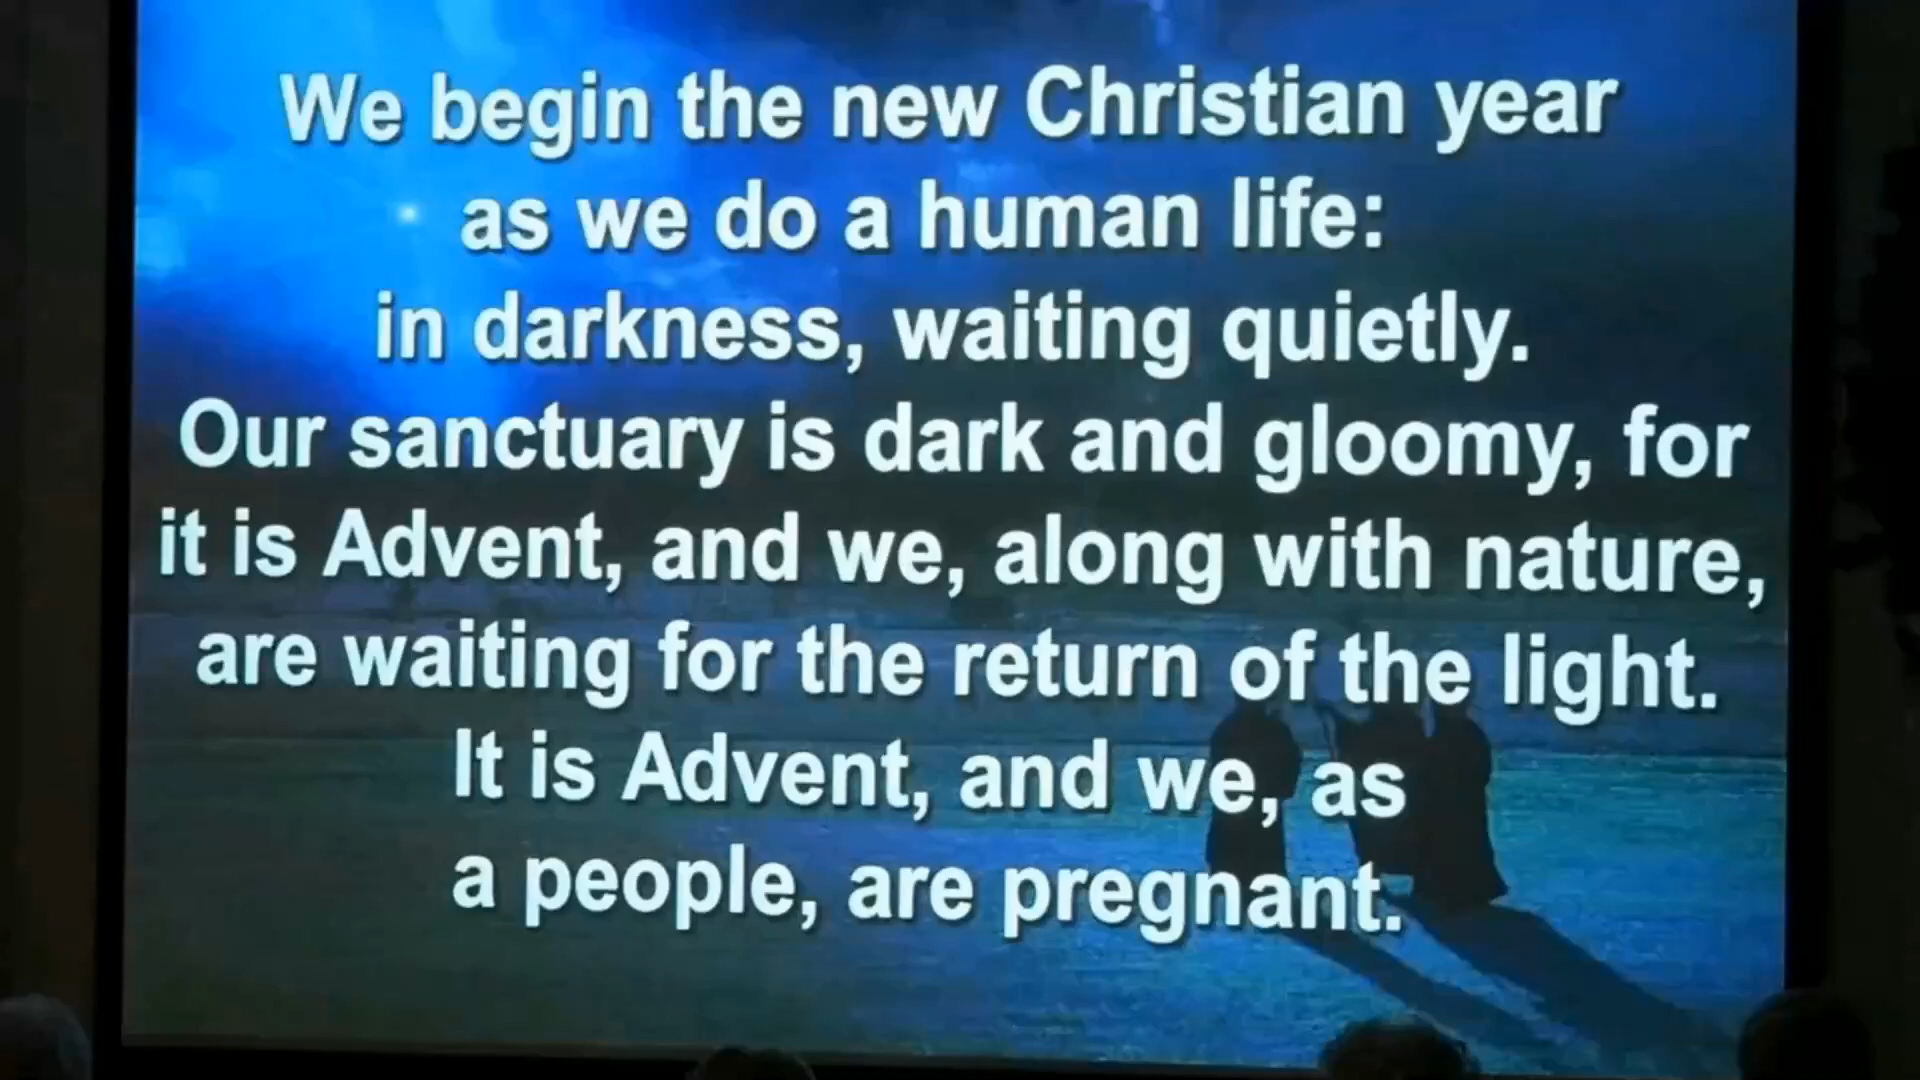 We begin the new Christian year
as we do a human life:
in darkness, waiting quietly.
Our sanctuary is dark and gloomy, for
it is Advent, and we, along with nature,
are waiting for the return of the light.
It is Advent, and we, as
a people, are pregnant.